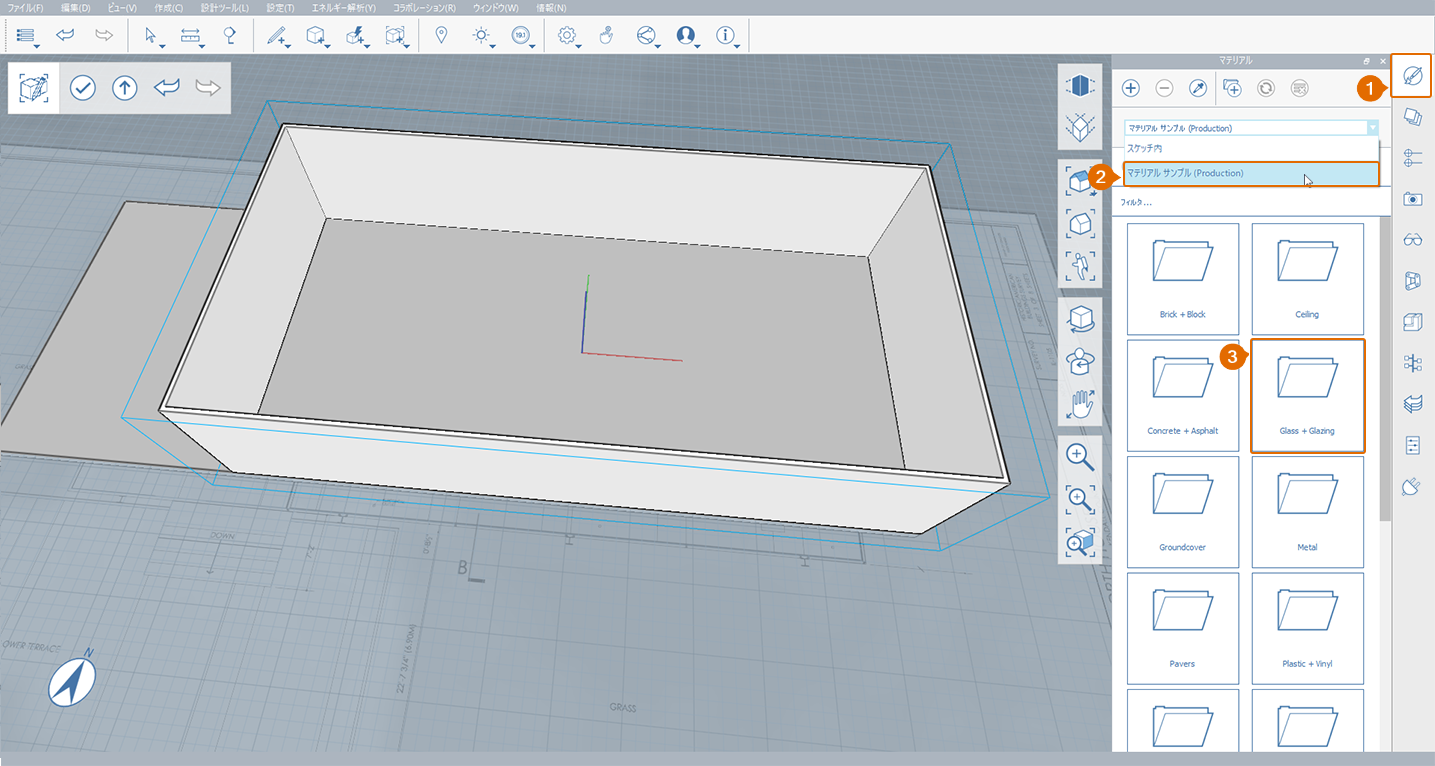 ファイル(F) 編集(D) ビュー(V) 作成(C) 設計ツール(L) 設定(T) エネルギー解析(Y) コラボレーション(R) ウィンドウ(W) 情報(N)
191
マテリアル
1
マテリアル サンプル (Production)
スケッチ内
2
マテリアル サンプル (Production)
フィルタ...
Brick + Block
Ceiling
3
Concrete + Asphalt
Glass + Glazing
Groundcover
Metal
Pavers
Plastic + Vinyl
DOWN
B
22'-7 3/4" (6.90M)
OWER TERRACE
N
GRASS